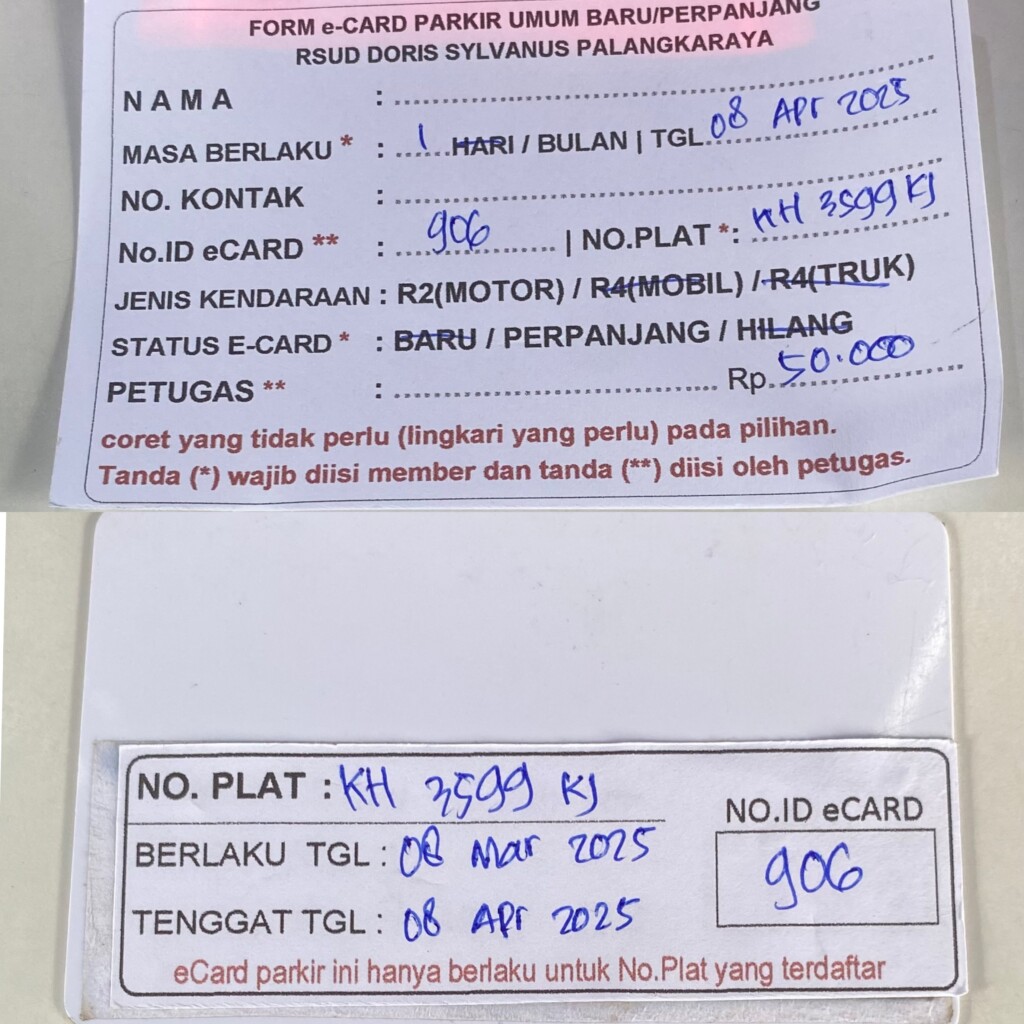 FORM e-CARD PARKIR UMUM BARU/PERPANJANG
RSUD DORIS SYLVANUS PALANGKARAYA
N A M A : ........................................................
MASA BERLAKU * : ...1 HARI / BULAN | TGL 08 Apr 2025
NO. KONTAK : ........................................................
No.ID eCARD ** : ...906............ | NO.PLAT *: KH 3599 KJ
JENIS KENDARAAN : R2(MOTOR) / R4(MOBIL) / R4(TRUK)
STATUS E-CARD * : BARU / PERPANJANG / HILANG
PETUGAS ** : .................................. Rp. 50.000
coret yang tidak perlu (lingkari yang perlu) pada pilihan.
Tanda (*) wajib diisi member dan tanda (**) diisi oleh petugas.
NO. PLAT : KH 3599 KJ
NO.ID eCARD
BERLAKU TGL : 08 Mar 2025
906
TENGGAT TGL : 08 Apr 2025
eCard parkir ini hanya berlaku untuk No.Plat yang terdaftar